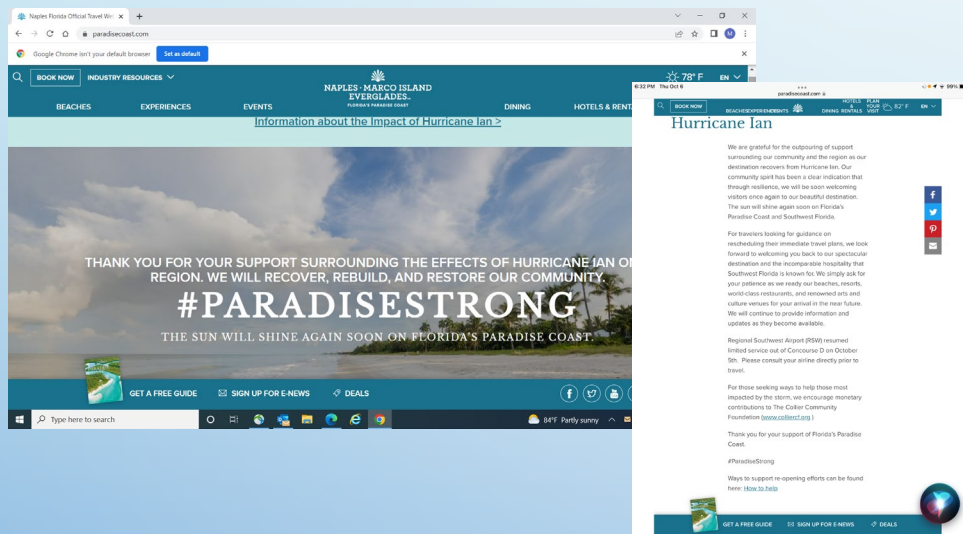 Naples Florida Official Travel Web
paradisecoast.com
M
Google Chrome isn't your default browser
Set as default
BOOK NOW
INDUSTRY RESOURCES
NAPLES · MARCO ISLAND
EVERGLADES
FLORIDA'S PARADISE COAST
78° F
EN
BEACHES
EXPERIENCES
EVENTS
DINING
HOTELS & RENT
Information about the Impact of Hurricane Ian >
THANK YOU FOR YOUR SUPPORT SURROUNDING THE EFFECTS OF HURRICANE IAN ON
REGION. WE WILL RECOVER, REBUILD, AND RESTORE OUR COMMUNITY.
#PARADISESTRONG
THE SUN WILL SHINE AGAIN SOON ON FLORIDA'S PARADISE COAST.
GET A FREE GUIDE
SIGN UP FOR E-NEWS
DEALS
Type here to search
84°F Partly sunny
6:32 PM Thu Oct 6
paradisecoast.com
99%
BOOK NOW
BEACHES
EXPERIENCES
EVENTS
DINING
HOTELS
&
RENTALS
PLAN
YOUR
VISIT
82° F
EN
Hurricane Ian
We are grateful for the outpouring of support
surrounding our community and the region as our
destination recovers from Hurricane Ian. Our
community spirit has been a clear indication that
through resilience, we will be soon welcoming
visitors once again to our beautiful destination.
The sun will shine again soon on Florida's
Paradise Coast and Southwest Florida.
For travelers looking for guidance on
rescheduling their immediate travel plans, we look
forward to welcoming you back to our spectacular
destination and the incomparable hospitality that
Southwest Florida is known for. We simply ask for
your patience as we ready our beaches, resorts,
world-class restaurants, and renowned arts and
culture venues for your arrival in the near future.
We will continue to provide information and
updates as they become available.
Regional Southwest Airport (RSW) resumed
limited service out of Concourse D on October
5th. Please consult your airline directly prior to
travel.
For those seeking ways to help those most
impacted by the storm, we encourage monetary
contributions to The Collier Community
Foundation (www.colliercf.org )
Thank you for your support of Florida's Paradise
Coast.
#ParadiseStrong
Ways to support re-opening efforts can be found
here: How to help
GET A FREE GUIDE
SIGN UP FOR E-NEWS
DEALS